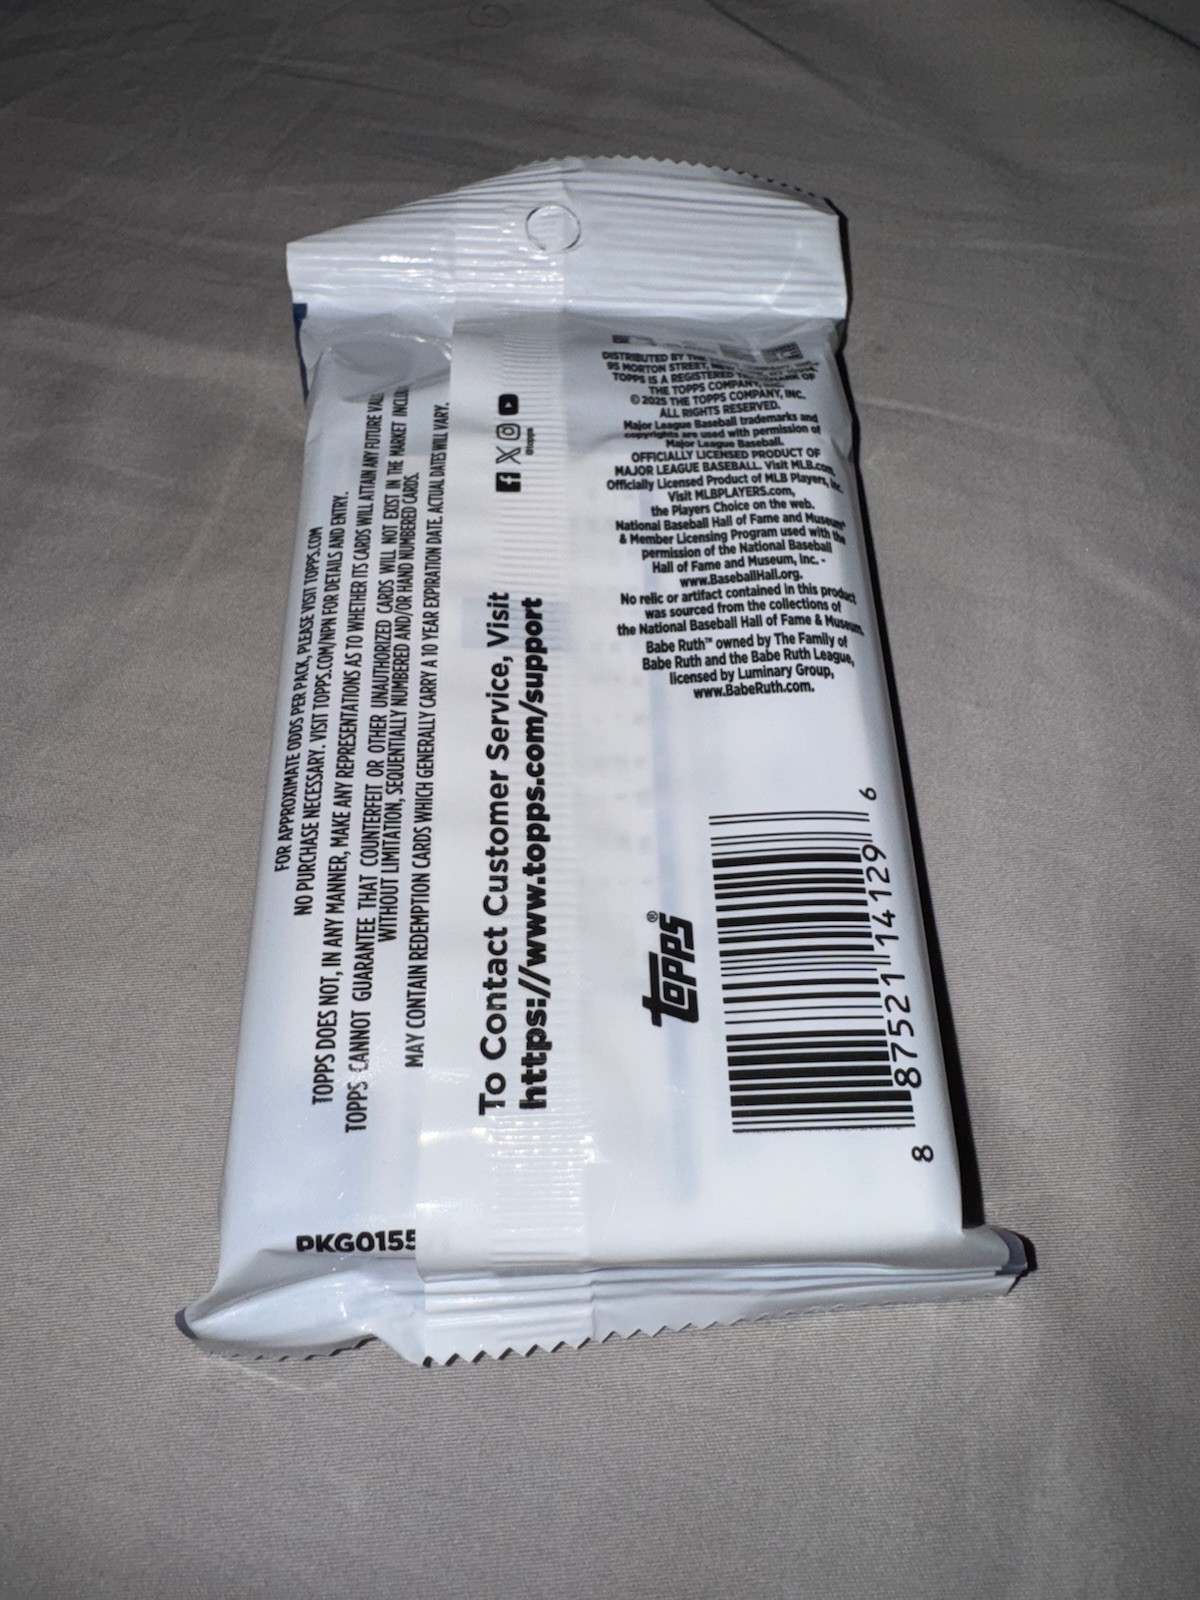 FOR APPROXIMATE ODDS PER PACK, PLEASE VISIT TOPPS.COM
NO PURCHASE NECESSARY. VISIT TOPPS.COM/NPN FOR DETAILS AND ENTRY.
TOPPS DOES NOT, IN ANY MANNER, MAKE ANY REPRESENTATIONS AS TO WHETHER ITS CARDS WILL ATTAIN ANY FUTURE
TOPPS CANNOT GUARANTEE THAT COUNTERFEIT OR OTHER UNAUTHORIZED CARDS WILL NOT EXIST IN THE MARKET
WITHOUT LIMITATION, SEQUENTIALLY NUMBERED AND/OR HAND NUMBERED CARDS.
MAY CONTAIN REDEMPTION CARDS WHICH GENERALLY CARRY A 10 YEAR EXPIRATION DATE. ACTUAL DATES WILL VARY.
PKG0155
To Contact Customer Service, Visit
https://www.topps.com/support
@topps
DISTRIBUTED BY THE
95 MORTON STREET,
TOPPS IS A REGISTERED OF
THE TOPPS COMPANY,
© 2025 THE TOPPS COMPANY, INC.
ALL RIGHTS RESERVED.
Major League Baseball trademarks and
copyrights are used with permission of
Major League Baseball.
OFFICIALLY LICENSED PRODUCT OF
MAJOR LEAGUE BASEBALL. Visit MLB.com.
Officially Licensed Product of MLB Players, Inc.
Visit MLBPLAYERS.com,
the Players Choice on the web.
National Baseball Hall of Fame and Museum
& Member Licensing Program used with the
permission of the National Baseball
Hall of Fame and Museum, Inc. -
www.BaseballHall.org.
No relic or artifact contained in this product
was sourced from the collections of
the National Baseball Hall of Fame & Museum.
Babe Ruth™ owned by The Family of
Babe Ruth and the Babe Ruth League,
licensed by Luminary Group,
www.BabeRuth.com.
topps®
8 87521 14129 6